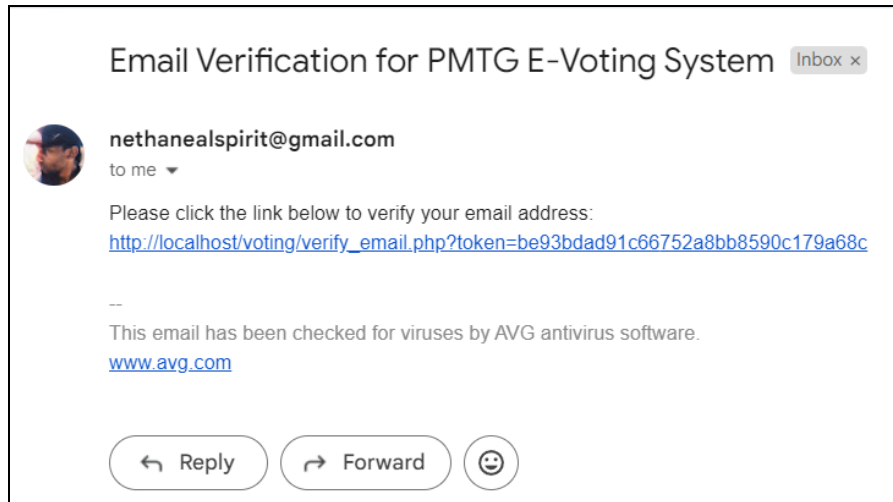 Email Verification for PMTG E-Voting System Inbox ×
nethanealspirit@gmail.com
to me
Please click the link below to verify your email address:
http://localhost/voting/verify_email.php?token=be93bdad91c66752a8bb8590c179a68c
--
This email has been checked for viruses by AVG antivirus software.
www.avg.com
Reply Forward